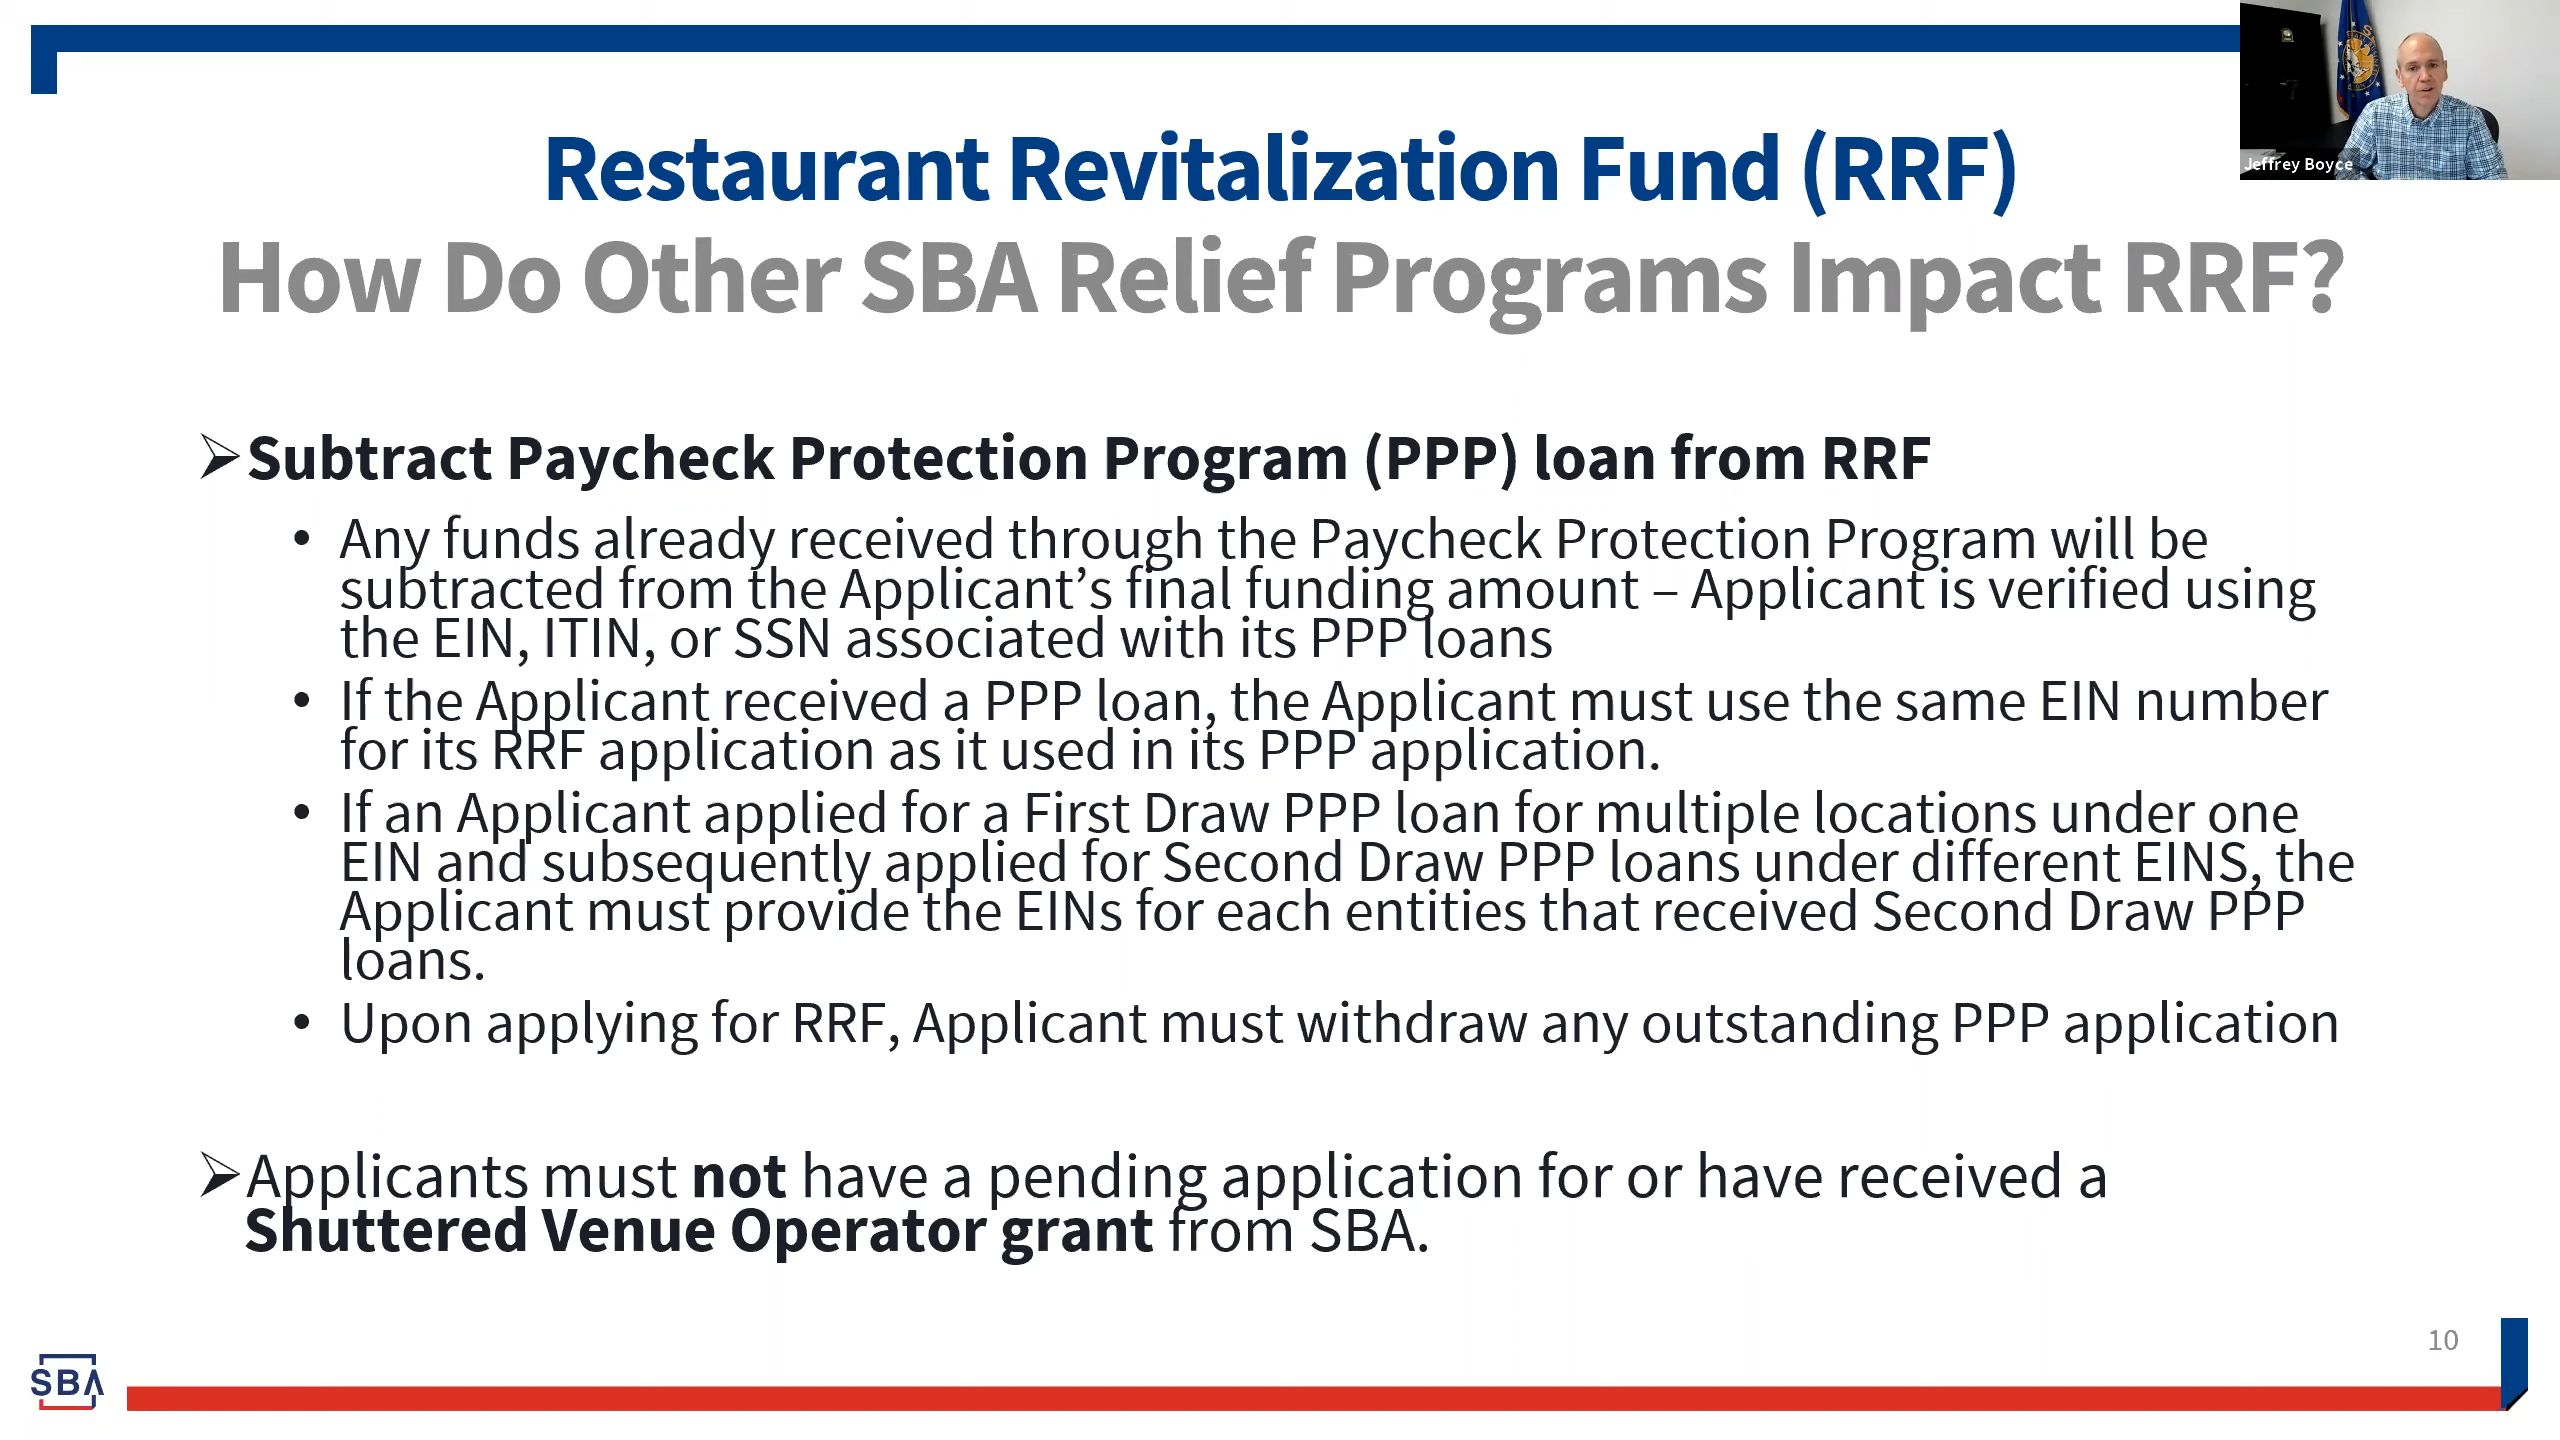 Restaurant Revitalization Fund (RRF)
How Do Other SBA Relief Programs Impact RRF?
Jeffrey Boyce
➢Subtract Paycheck Protection Program (PPP) loan from RRF
• Any funds already received through the Paycheck Protection Program will be
subtracted from the Applicant’s final funding amount – Applicant is verified using
the EIN, ITIN, or SSN associated with its PPP loans
• If the Applicant received a PPP loan, the Applicant must use the same EIN number
for its RRF application as it used in its PPP application.
• If an Applicant applied for a First Draw PPP loan for multiple locations under one
EIN and subsequently applied for Second Draw PPP loans under different EINS, the
Applicant must provide the EINs for each entities that received Second Draw PPP
loans.
• Upon applying for RRF, Applicant must withdraw any outstanding PPP application
➢Applicants must not have a pending application for or have received a
Shuttered Venue Operator grant from SBA.
10
SBA